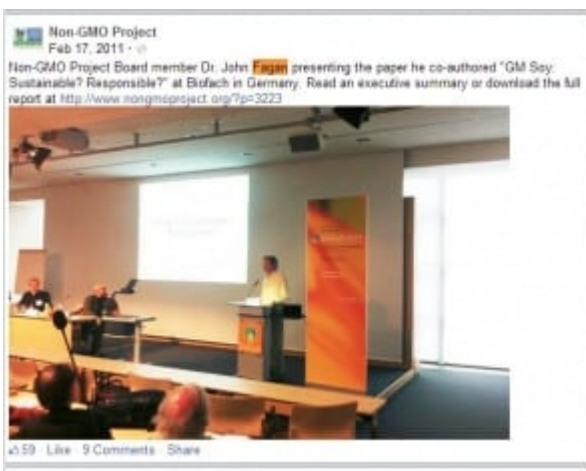 Non-GMO Project
Feb 17, 2011 ·
Non-GMO Project Board member Dr. John Fagan presenting the paper he co-authored "GM Soy:
Sustainable? Responsible?" at Biofach in Germany. Read an executive summary or download the full
report at http://www.nongmoproject.org/?p=3223
59 · Like · 9 Comments · Share